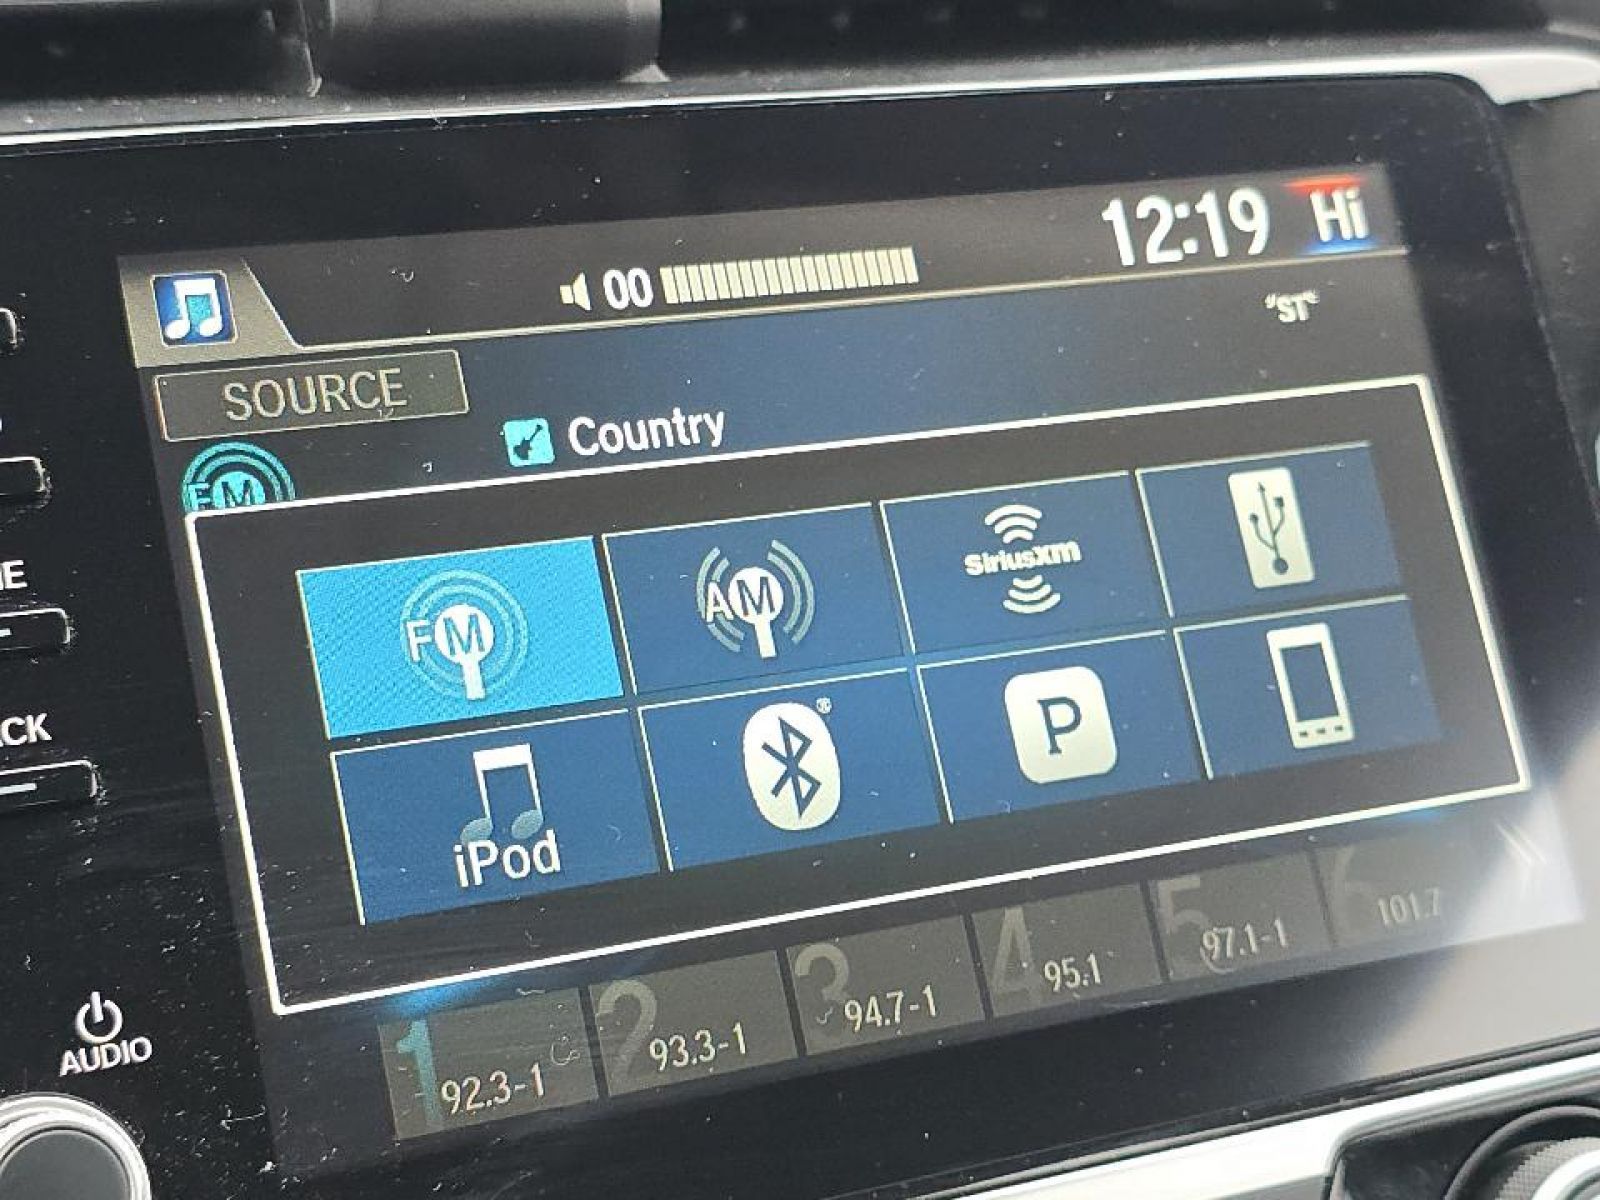 12:19 Hi
00
"ST"
SOURCE
Country
FM
FM
AM
SiriusXM
iPod
®
P
1 92.3-1
2 93.3-1
3 94.7-1
4 95.1
5 97.1-1
6 101.7
AUDIO